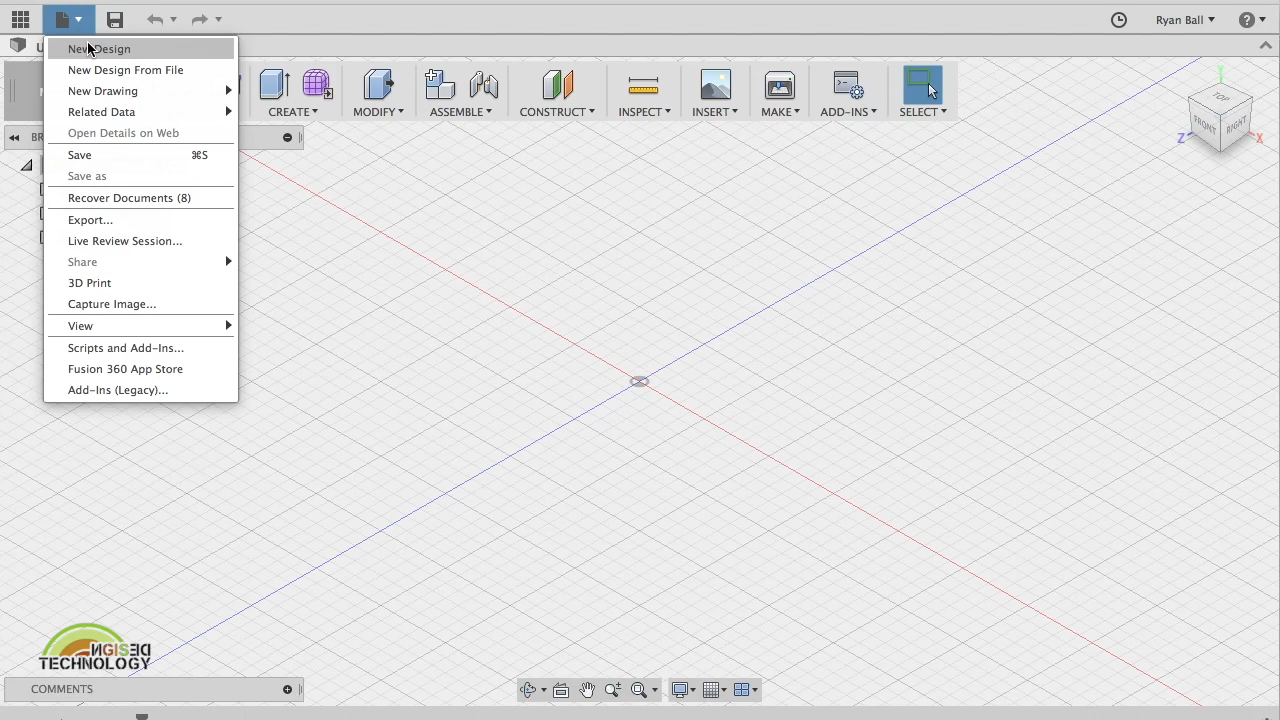 Ryan Ball
U
New Design
New Design From File
New Drawing
Related Data
Open Details on Web
Save ⌘S
Save as
Recover Documents (8)
Export...
Live Review Session...
Share
3D Print
Capture Image...
View
Scripts and Add-Ins...
Fusion 360 App Store
Add-Ins (Legacy)...
CREATE
MODIFY
ASSEMBLE
CONSTRUCT
INSPECT
INSERT
MAKE
ADD-INS
SELECT
BR
Y
TOP
FRONT
RIGHT
Z
X
DESIGN
TECHNOLOGY
COMMENTS